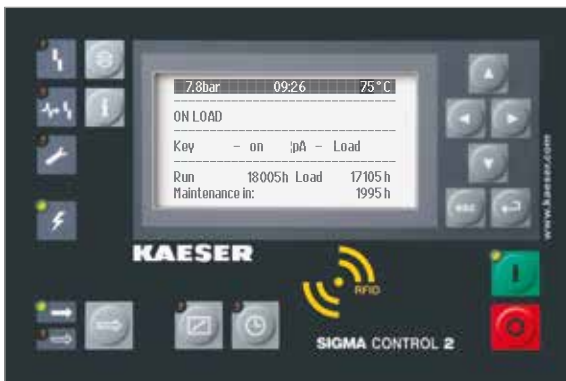 7.8bar 09:26 75°C
ON LOAD
Key - on ¦pA - Load
Run 18005h Load 17105h
Maintenance in: 1995h
esc
www.kaeser.com
KAESER
RFID
I
SIGMA CONTROL 2